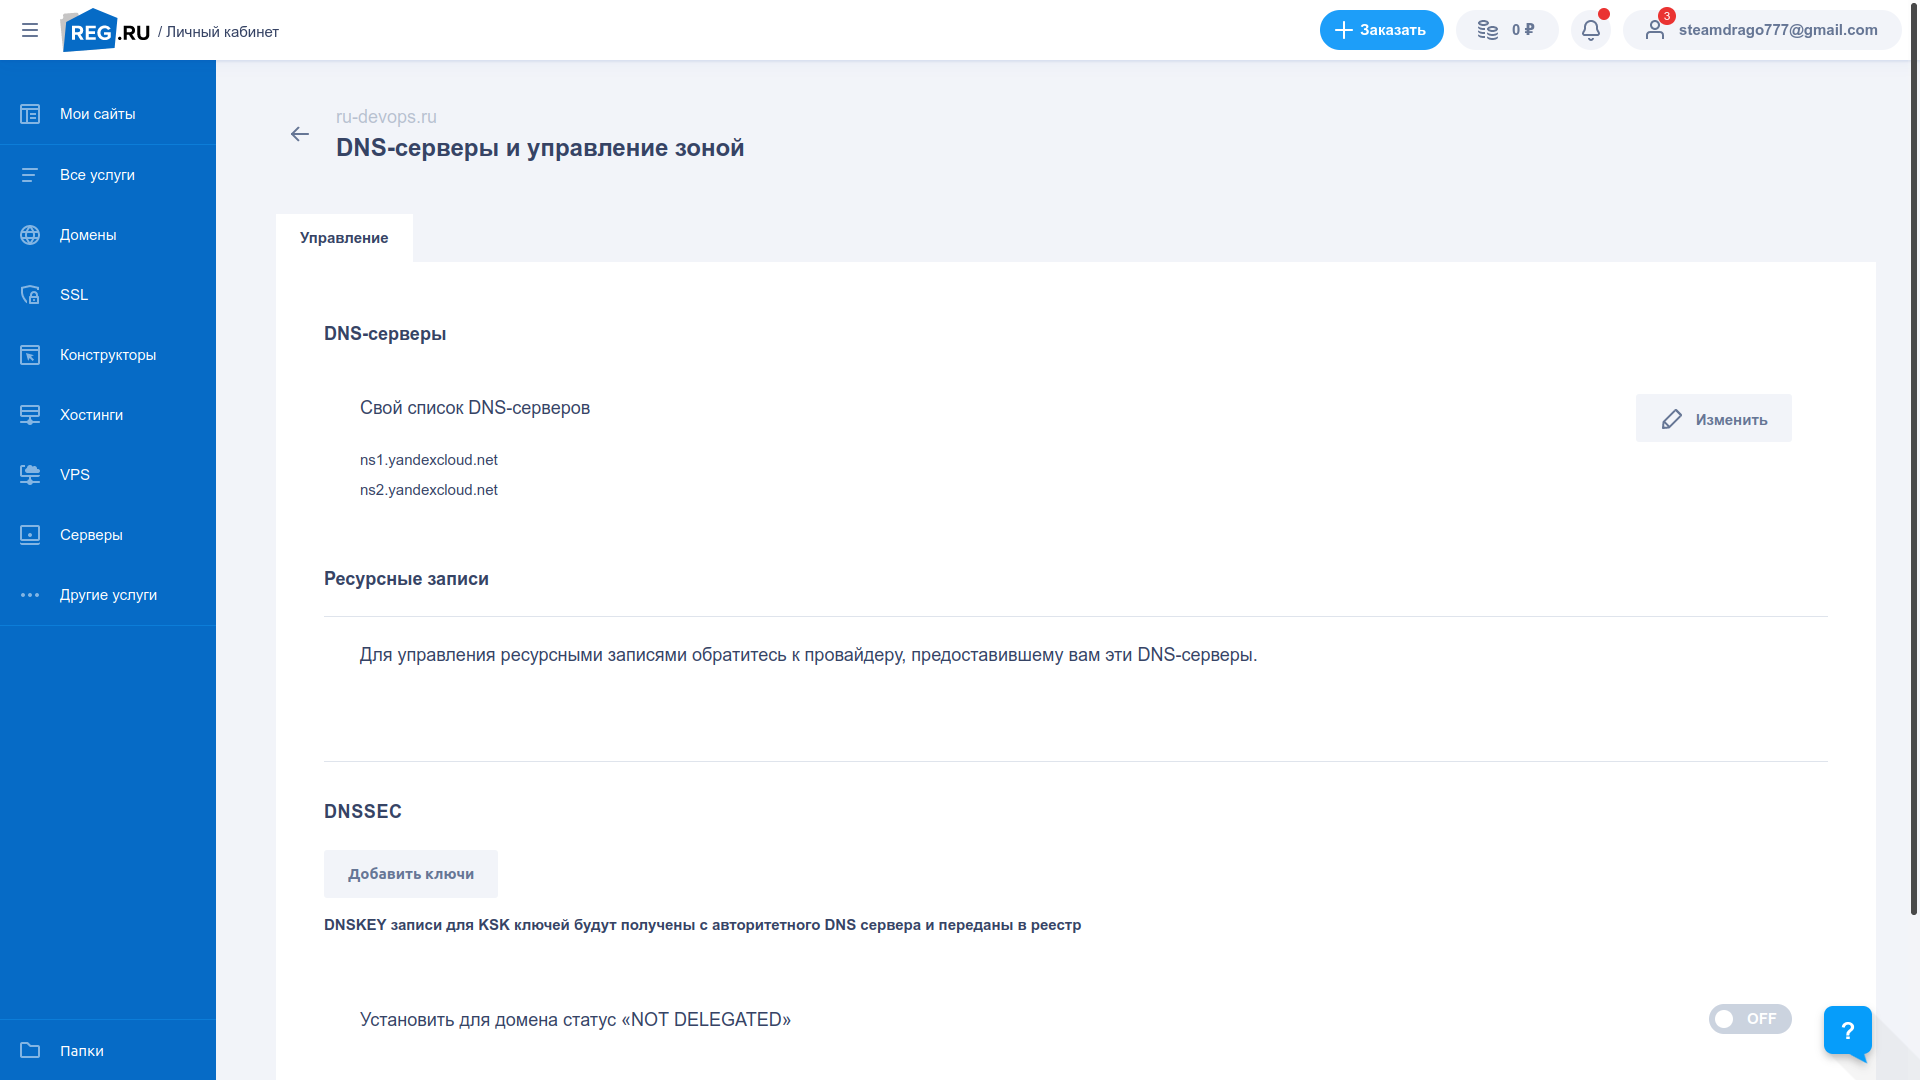 REG.RU / Личный кабинет
Заказать
0 ₽
3
steamdrago777@gmail.com
Мои сайты
Все услуги
Домены
SSL
Конструкторы
Хостинги
VPS
Серверы
Другие услуги
Папки
ru-devops.ru
DNS-серверы и управление зоной
Управление
DNS-серверы
Свой список DNS-серверов
Изменить
ns1.yandexcloud.net
ns2.yandexcloud.net
Ресурсные записи
Для управления ресурсными записями обратитесь к провайдеру, предоставившему вам эти DNS-серверы.
DNSSEC
Добавить ключи
DNSKEY записи для KSK ключей будут получены с авторитетного DNS сервера и переданы в реестр
Установить для домена статус «NOT DELEGATED»
OFF
?